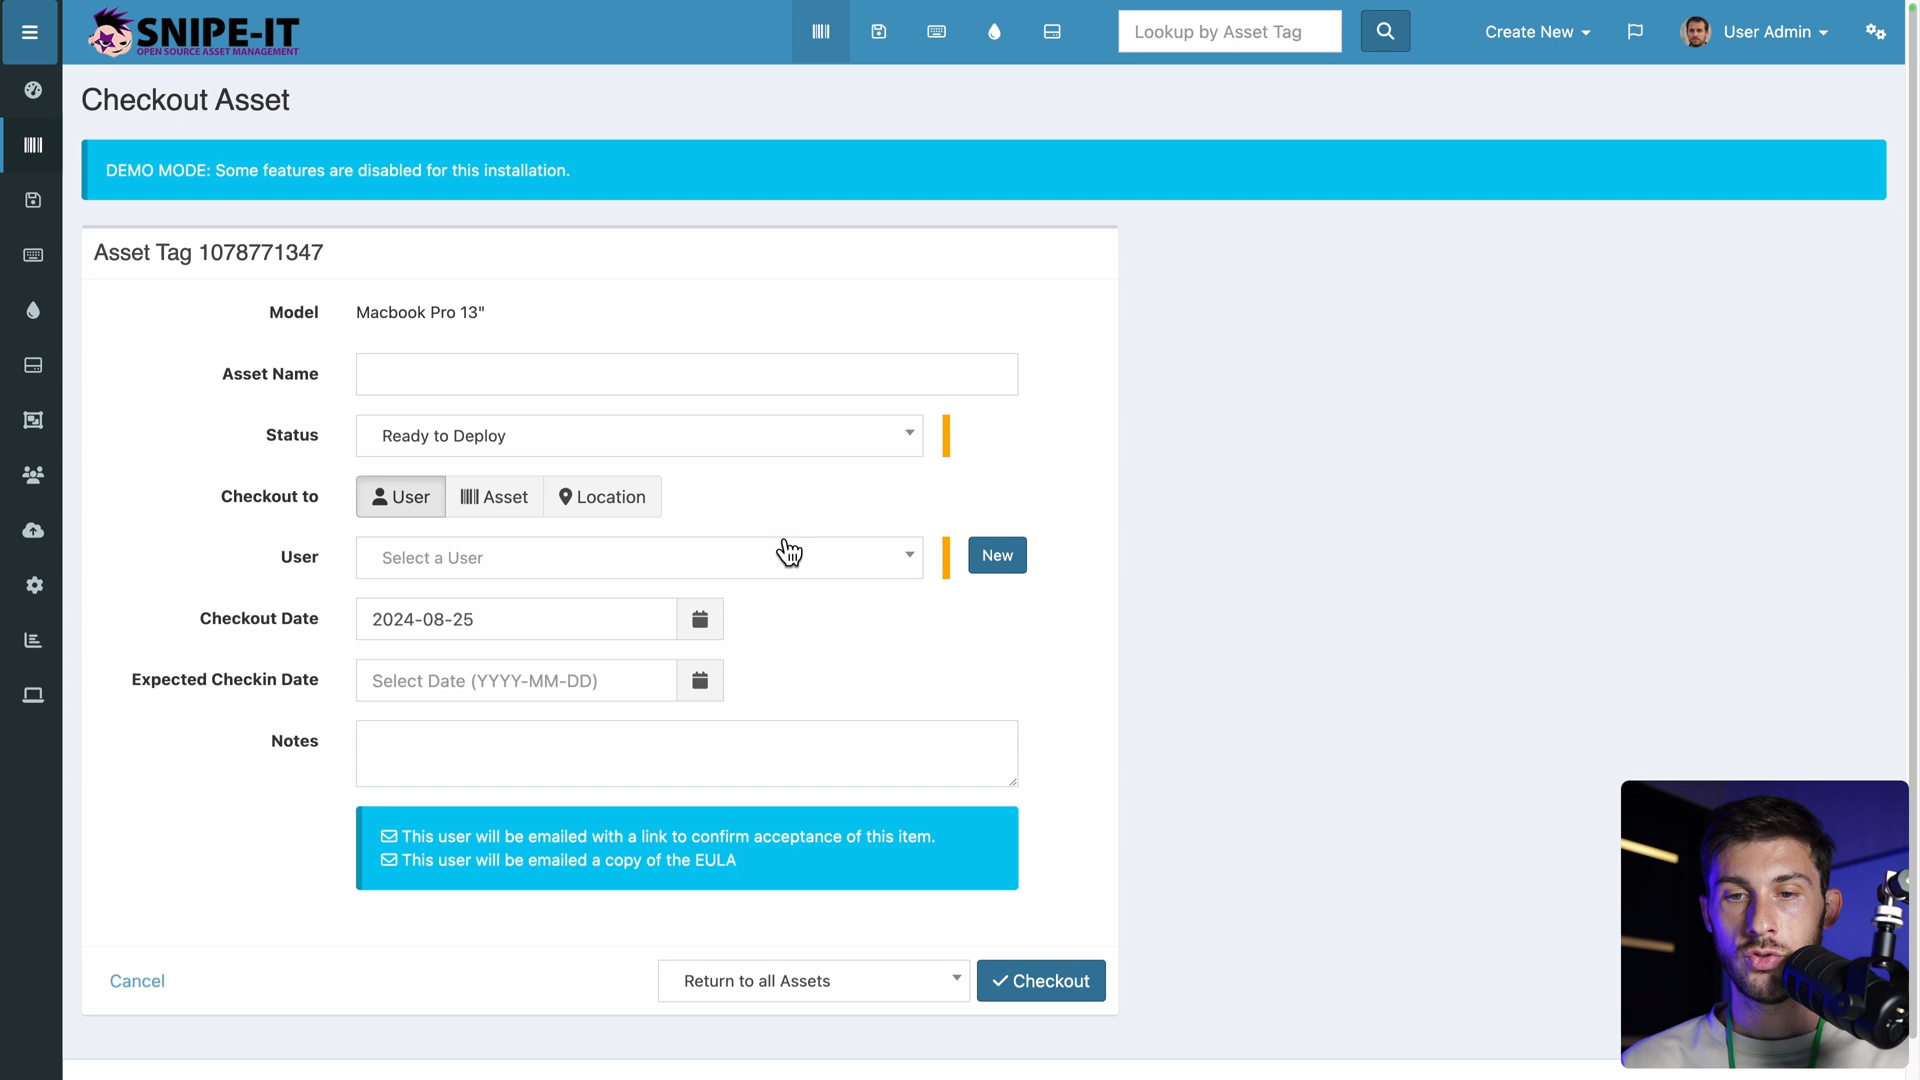 SNIPE-IT
OPEN SOURCE ASSET MANAGEMENT
Lookup by Asset Tag
Create New
User Admin
Checkout Asset
DEMO MODE: Some features are disabled for this installation.
Asset Tag 1078771347
Model
Macbook Pro 13"
Asset Name
Status
Ready to Deploy
Checkout to
User
Asset
Location
User
Select a User
New
Checkout Date
2024-08-25
Expected Checkin Date
Select Date (YYYY-MM-DD)
Notes
This user will be emailed with a link to confirm acceptance of this item.
This user will be emailed a copy of the EULA
Cancel
Return to all Assets
Checkout